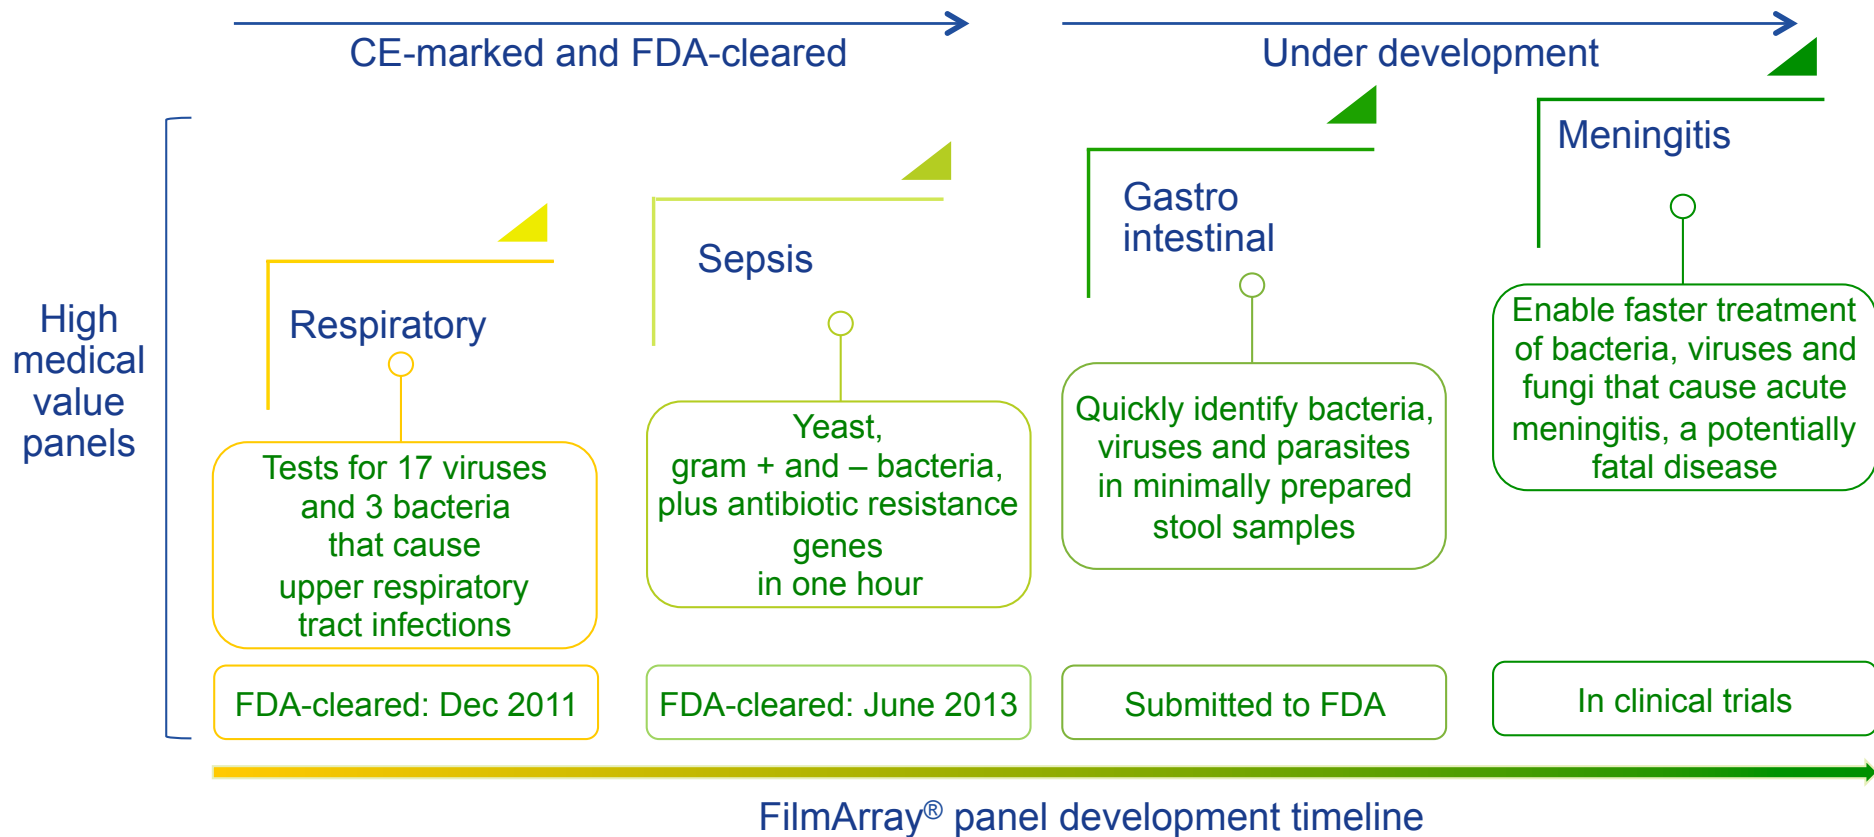 CE-marked and FDA-cleared
Under development
High
medical
value
panels
Respiratory
Tests for 17 viruses
and 3 bacteria
that cause
upper respiratory
tract infections
FDA-cleared: Dec 2011
Sepsis
Yeast,
gram + and – bacteria,
plus antibiotic resistance
genes
in one hour
FDA-cleared: June 2013
Gastro
intestinal
Quickly identify bacteria,
viruses and parasites
in minimally prepared
stool samples
Submitted to FDA
Meningitis
Enable faster treatment
of bacteria, viruses and
fungi that cause acute
meningitis, a potentially
fatal disease
In clinical trials
FilmArray® panel development timeline